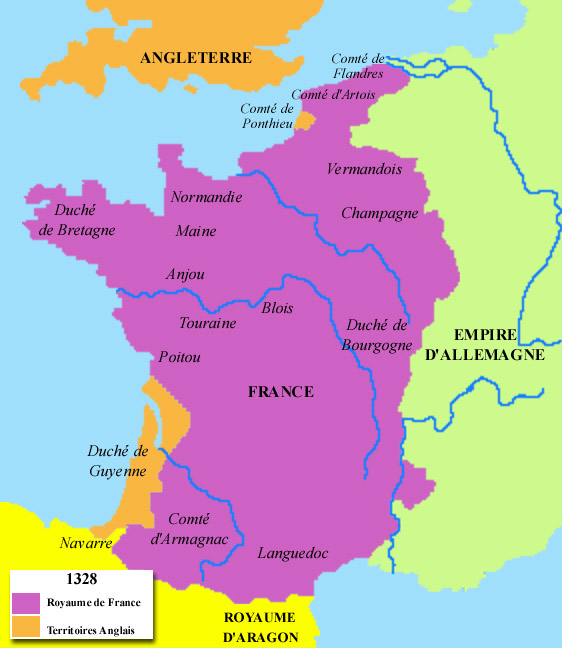 ANGLETERRE
Comté de
Flandres
Comté d'Artois
Comté de
Ponthieu
Vermandois
Normandie
Champagne
Duché
de Bretagne
Maine
Anjou
Blois
Touraine
Duché de
Bourgogne
EMPIRE
D'ALLEMAGNE
Poitou
FRANCE
Duché de
Guyenne
Comté
d'Armagnac
Navarre
Languedoc
1328
Royaume de France
Territoires Anglais
ROYAUME
D'ARAGON